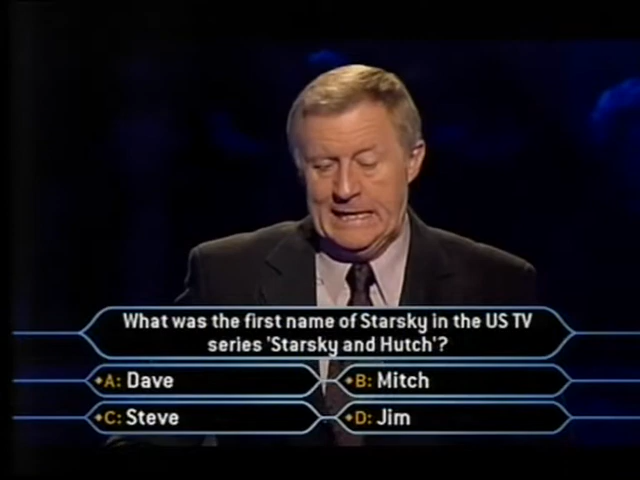 What was the first name of Starsky in the US TV
series 'Starsky and Hutch'?
A: Dave
B: Mitch
C: Steve
D: Jim